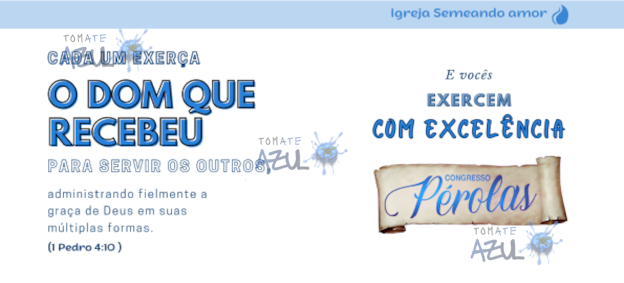 Igreja Semeando amor
TOMATE
AZUL
CADA UM EXERÇA
O DOM QUE
RECEBEU
PARA SERVIR OS OUTROS,
administrando fielmente a
graça de Deus em suas
múltiplas formas.
(1 Pedro 4:10 )
TOMATE
AZUL
E vocês
EXERCEM
COM EXCELÊNCIA
CONGRESSO
Pérolas
TOMATE
AZUL